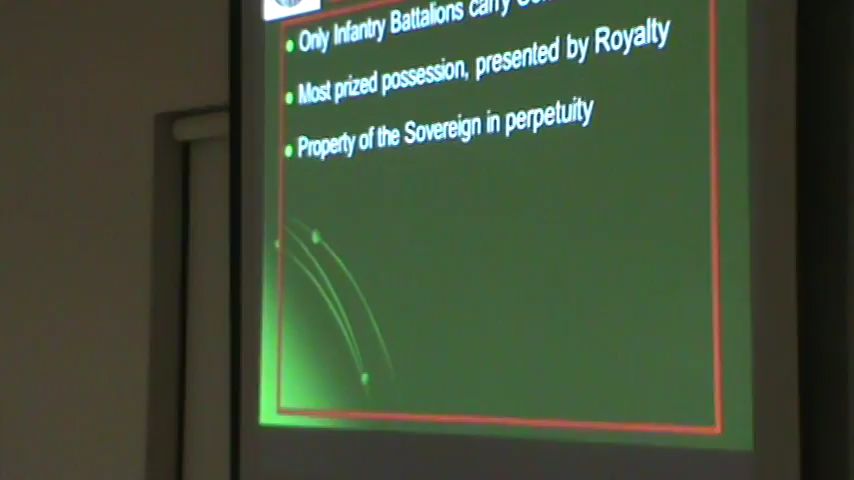 Only Infantry Battalions carry
Most prized possession, presented by Royalty
Property of the Sovereign in perpetuity